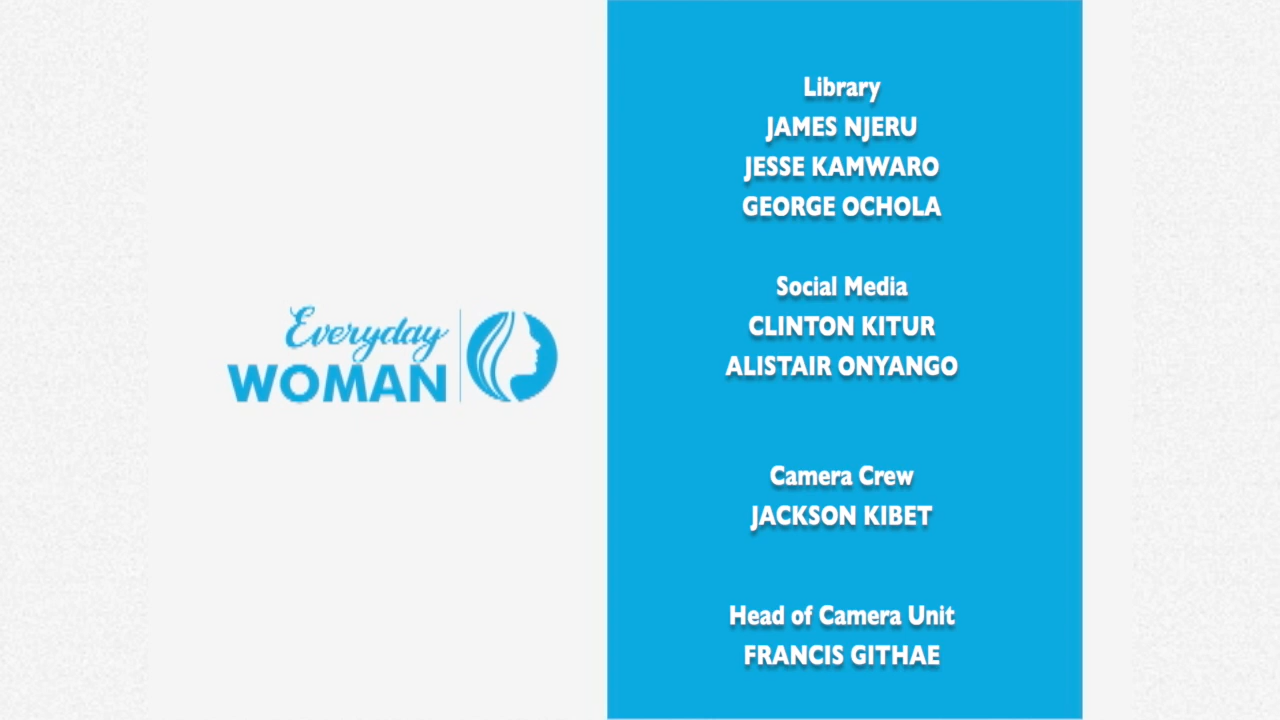 Everyday
WOMAN
Library
JAMES NJERU
JESSE KAMWARO
GEORGE OCHOLA
Social Media
CLINTON KITUR
ALISTAIR ONYANGO
Camera Crew
JACKSON KIBET
Head of Camera Unit
FRANCIS GITHAE